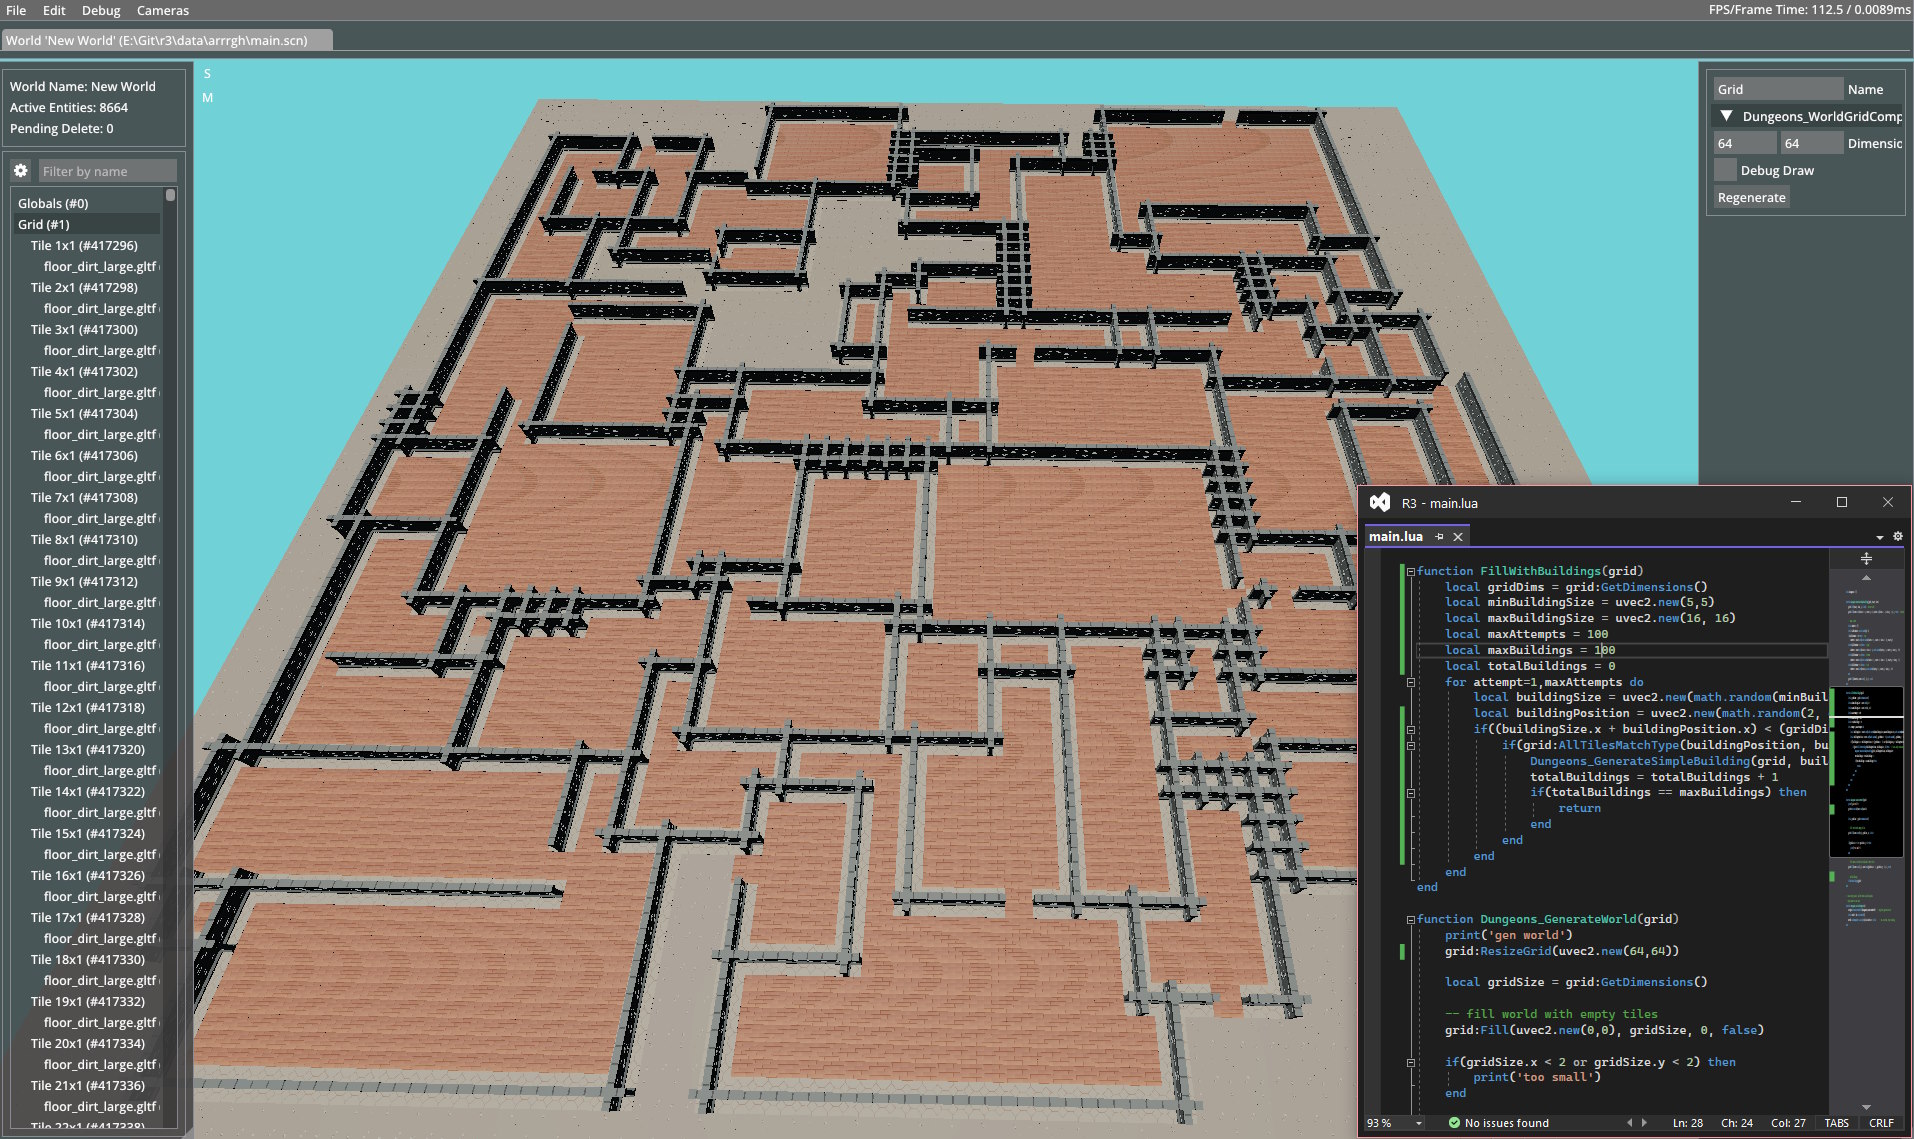 File Edit Debug Cameras
FPS/Frame Time: 112.5 / 0.0089ms
World 'New World' (E:\Git\r3\data\arrrgh\main.scn)
World Name: New World
Active Entities: 8664
Pending Delete: 0
Filter by name
Globals (#0)
Grid (#1)
Tile 1x1 (#417296)
floor_dirt_large.gltf
Tile 2x1 (#417298)
floor_dirt_large.gltf
Tile 3x1 (#417300)
floor_dirt_large.gltf
Tile 4x1 (#417302)
floor_dirt_large.gltf
Tile 5x1 (#417304)
floor_dirt_large.gltf
Tile 6x1 (#417306)
floor_dirt_large.gltf
Tile 7x1 (#417308)
floor_dirt_large.gltf
Tile 8x1 (#417310)
floor_dirt_large.gltf
Tile 9x1 (#417312)
floor_dirt_large.gltf
Tile 10x1 (#417314)
floor_dirt_large.gltf
Tile 11x1 (#417316)
floor_dirt_large.gltf
Tile 12x1 (#417318)
floor_dirt_large.gltf
Tile 13x1 (#417320)
floor_dirt_large.gltf
Tile 14x1 (#417322)
floor_dirt_large.gltf
Tile 15x1 (#417324)
floor_dirt_large.gltf
Tile 16x1 (#417326)
floor_dirt_large.gltf
Tile 17x1 (#417328)
floor_dirt_large.gltf
Tile 18x1 (#417330)
floor_dirt_large.gltf
Tile 19x1 (#417332)
floor_dirt_large.gltf
Tile 20x1 (#417334)
floor_dirt_large.gltf
Tile 21x1 (#417336)
floor_dirt_large.gltf
Tile 22x1 (#417338)
S
M
Grid Name
Dungeons_WorldGridComp
64 64 Dimensic
Debug Draw
Regenerate
R3 - main.lua
main.lua
function FillWithBuildings(grid)
local gridDims = grid:GetDimensions()
local minBuildingSize = uvec2.new(5,5)
local maxBuildingSize = uvec2.new(16, 16)
local maxAttempts = 100
local maxBuildings = 100
local totalBuildings = 0
for attempt=1,maxAttempts do
local buildingSize = uvec2.new(math.random(minBuil
local buildingPosition = uvec2.new(math.random(2,
if((buildingSize.x + buildingPosition.x) < (gridDi
if(grid:AllTilesMatchType(buildingPosition, bu
Dungeons_GenerateSimpleBuilding(grid, buil
totalBuildings = totalBuildings + 1
if(totalBuildings == maxBuildings) then
return
end
end
end
end
end
function Dungeons_GenerateWorld(grid)
print('gen world')
grid:ResizeGrid(uvec2.new(64,64))
local gridSize = grid:GetDimensions()
-- fill world with empty tiles
grid:Fill(uvec2.new(0,0), gridSize, 0, false)
if(gridSize.x < 2 or gridSize.y < 2) then
print('too small')
end
93 % No issues found Ln: 28 Ch: 24 Col: 27 TABS CRLF